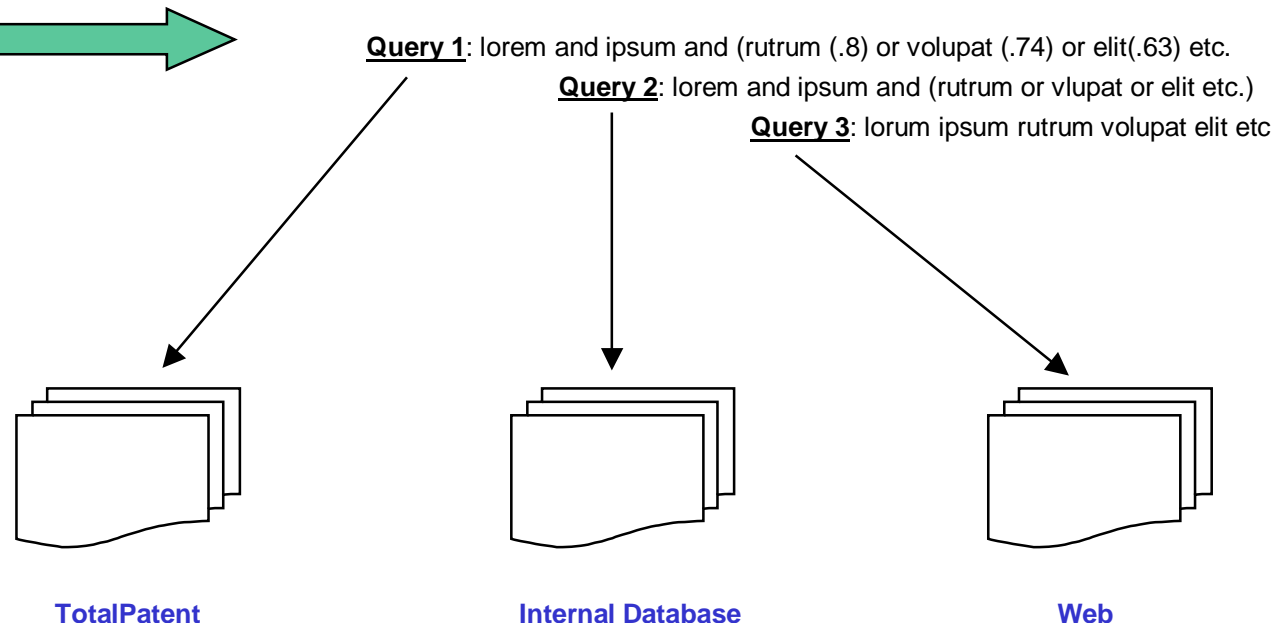 Query 1: lorem and ipsum and (rutrum (.8) or volupat (.74) or elit(.63) etc.
Query 2: lorem and ipsum and (rutrum or vlupat or elit etc.)
Query 3: lorum ipsum rutrum volupat elit etc
TotalPatent
Internal Database
Web